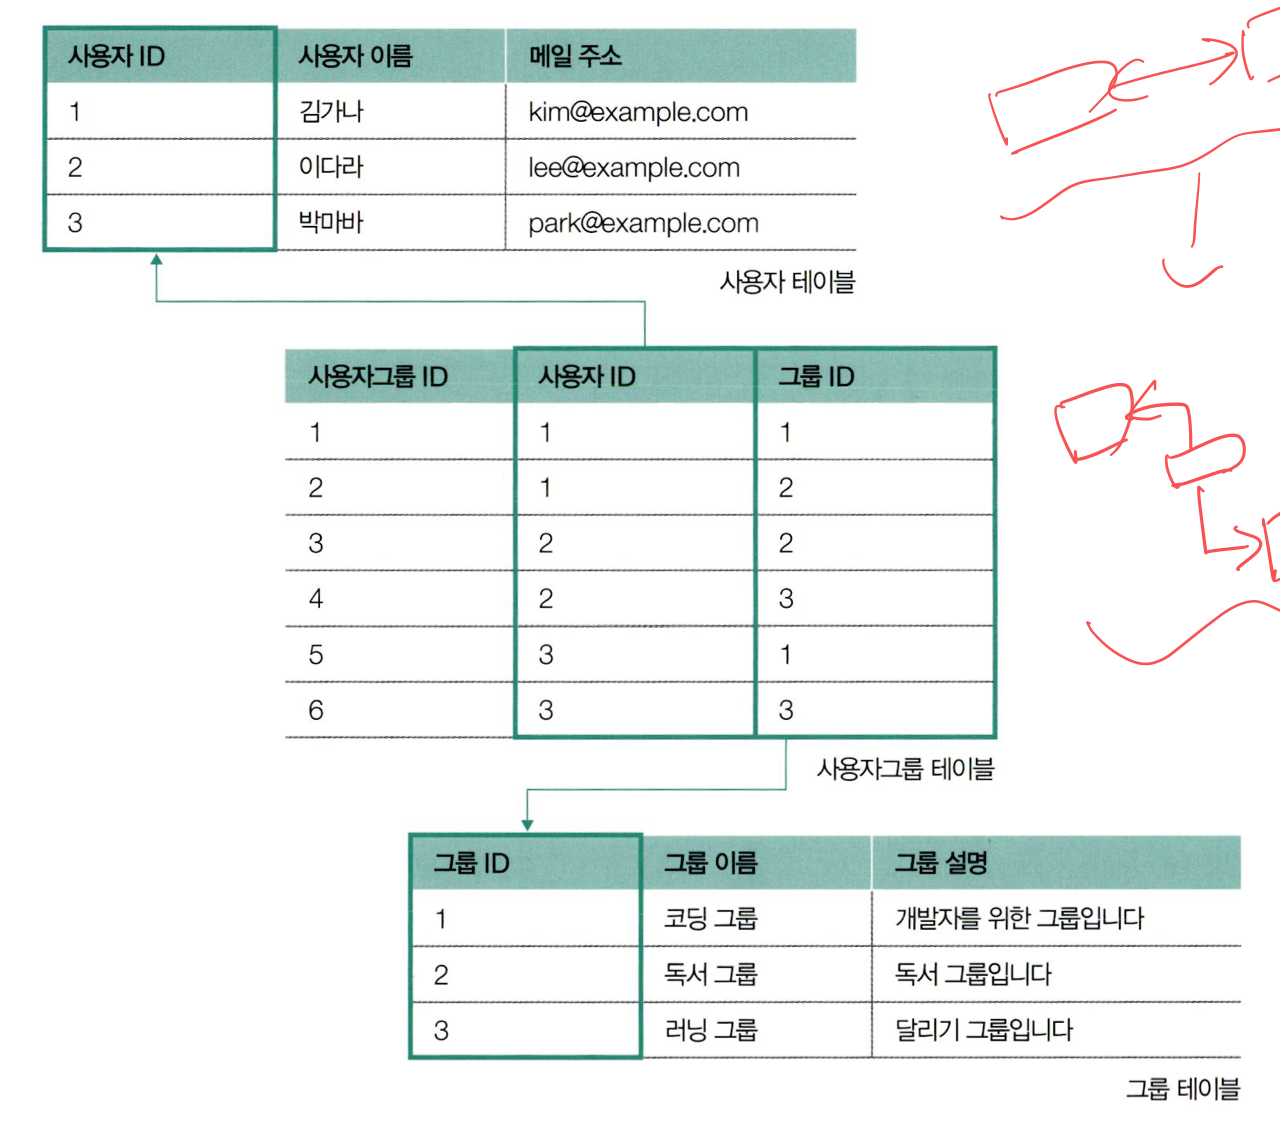 사용자 ID 사용자 이름 메일 주소
1 김가나 kim@example.com
2 이다라 lee@example.com
3 박마바 park@example.com
사용자 테이블
사용자그룹 ID 사용자 ID 그룹 ID
1 1 1
2 1 2
3 2 2
4 2 3
5 3 1
6 3 3
사용자그룹 테이블
그룹 ID 그룹 이름 그룹 설명
1 코딩 그룹 개발자를 위한 그룹입니다
2 독서 그룹 독서 그룹입니다
3 러닝 그룹 달리기 그룹입니다
그룹 테이블